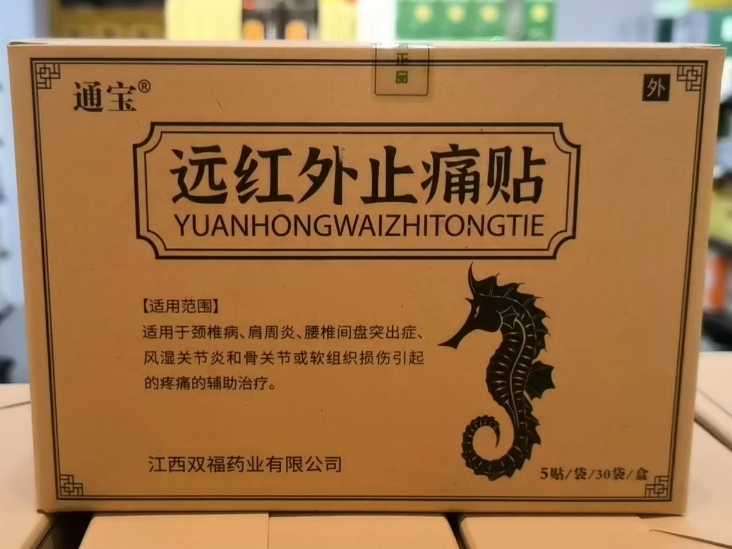 正品
通宝®
外
远红外止痛贴
YUANHONGWAIZHITONGTIE
【适用范围】
适用于颈椎病、肩周炎、腰椎间盘突出症、
风湿关节炎和骨关节或软组织损伤引起
的疼痛的辅助治疗。
江西双福药业有限公司
5贴/袋/30袋/盒